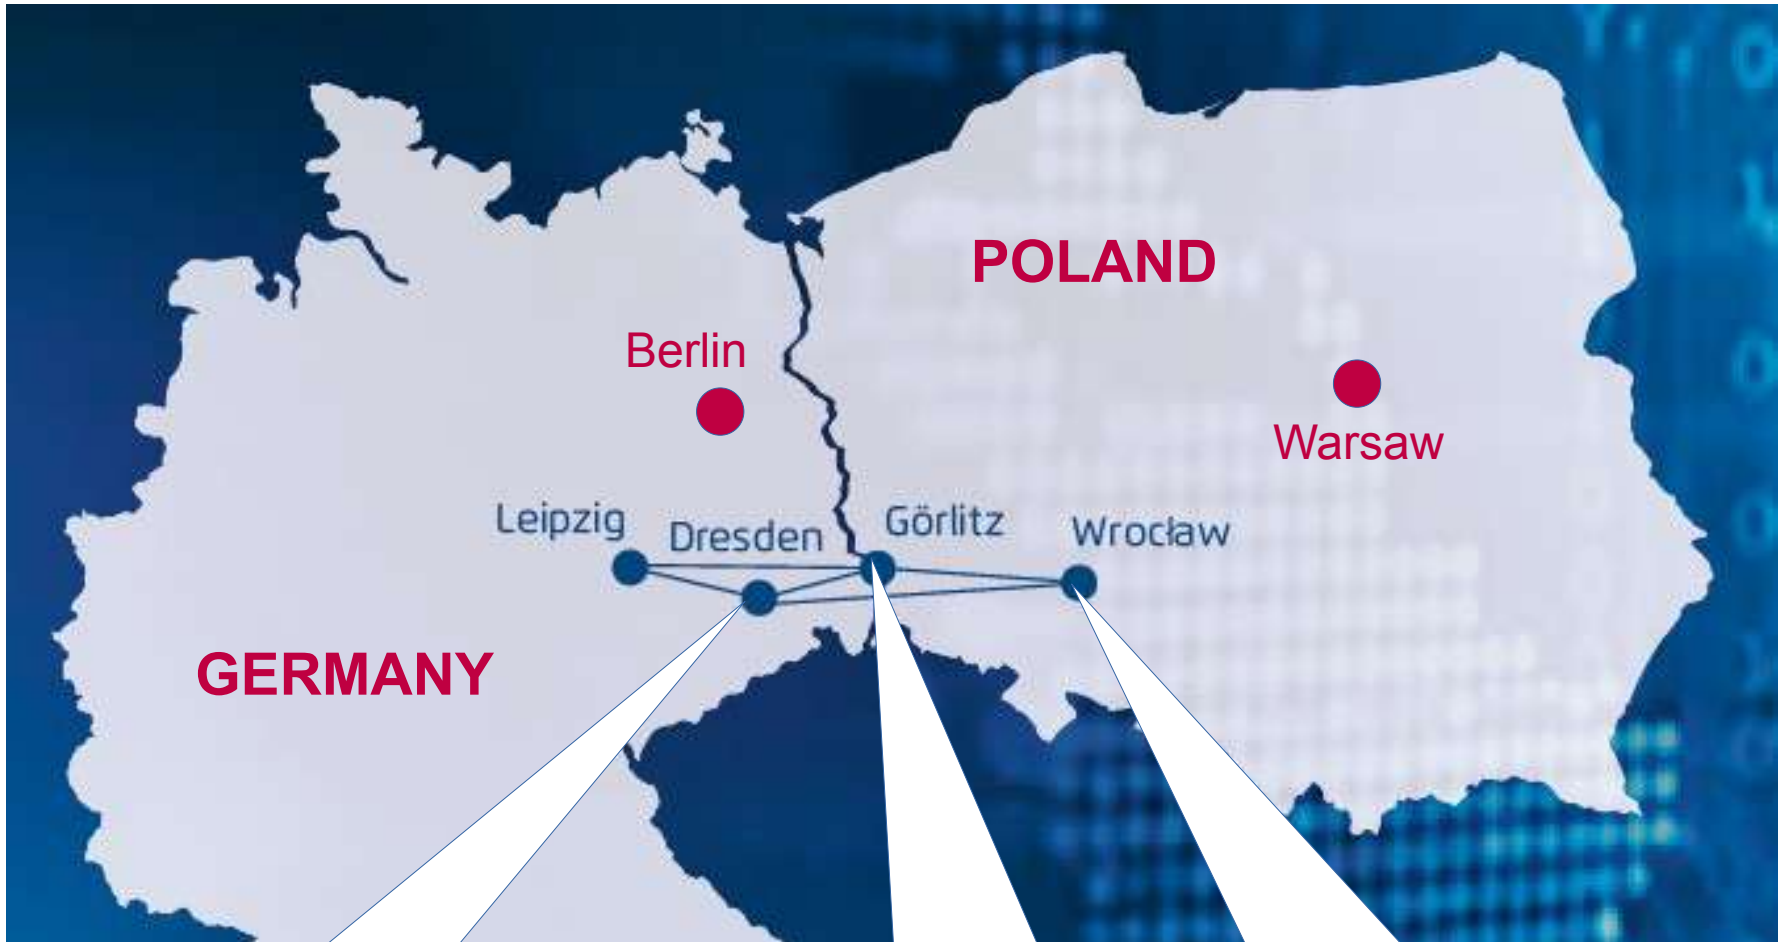 POLAND
Berlin
Warsaw
Leipzig
Dresden
Görlitz
Wrocław
GERMANY